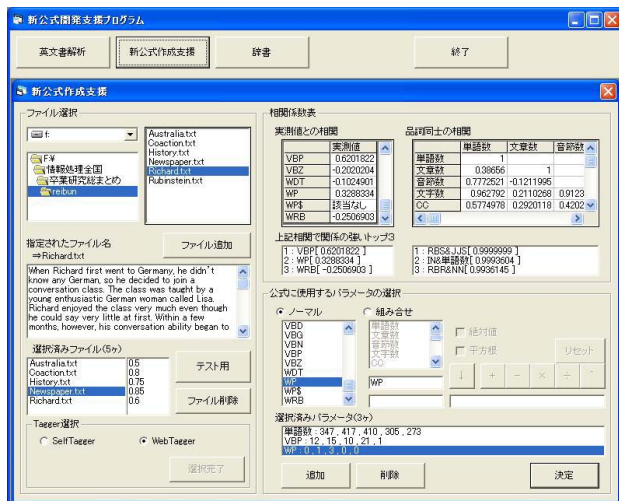 新公式開発支援プログラム
英文書解析
新公式作成支援
辞書
終了
新公式作成支援
ファイル選択
f:
F:¥
情報処理全国
卒業研究総まとめ
reibun
Australia.txt
Coaction.txt
History.txt
Newspaper.txt
Richard.txt
Rubinstein.txt
指定されたファイル名
⇒Richard.txt
ファイル追加
When Richard first went to Germany, he didn't
know any German, so he decided to join a
conversation class. The class was taught by a
young enthusiastic German woman called Lisa.
Richard enjoyed the class very much even though
he could say very little at first. Within a few
months, however, his conversation ability began to
選択済みファイル(5ヶ)
Australia.txt 0.5
Coaction.txt 0.8
History.txt 0.75
Newspaper.txt 0.85
Richard.txt 0.6
テスト用
ファイル削除
Tagger選択
SelfTagger
WebTagger
選択完了
相関係数表
実測値との相関
実測値
VBP 0.6201822
VBZ -0.2020204
WDT -0.1024901
WP 0.3288334
WP$ 該当なし
WRB -0.2506903
品詞同士の相関
単語数 文章数 音節数
単語数 1
文章数 0.38656 1
音節数 0.7772521 -0.1211995
文字数 0.962792 0.2110268 0.9123
CC 0.5774978 0.2920118 0.4202
上記相関で関係の強いトップ3
1 : VBP[ 0.6201822 ]
2 : WP[ 0.3288334 ]
3 : WRB[ -0.2506903 ]
1 : RBS&JJS[ 0.9999999 ]
2 : IN&単語数[ 0.9993604 ]
3 : RBR&NN[ 0.9936145 ]
公式に使用するパラメータの選択
ノーマル
組み合せ
VBD
VBG
VBN
VBP
VBZ
WDT
WP
WP$
WRB
単語数
文章数
音節数
文字数
CC
WP
絶対値
平方根
リセット
↓ + - × ÷ ^
選択済みパラメータ(3ヶ)
単語数 : 347 , 417 , 410 , 305 , 273
VBP : 12 , 15 , 10 , 21 , 1
WP : 0 , 1 , 3 , 0 , 0
追加
削除
決定